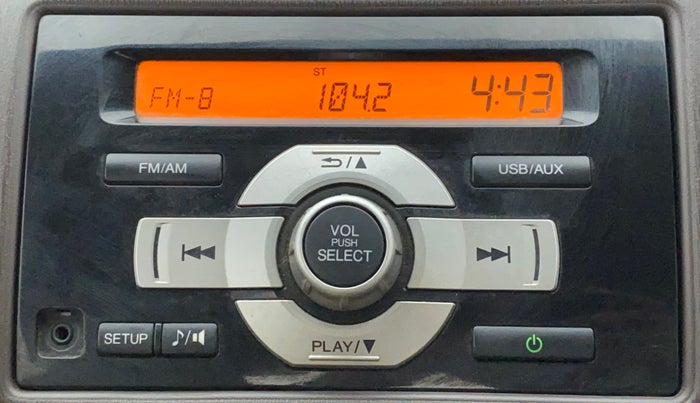 ST
FM-8 104.2 4:43
FM/AM
USB/AUX
VOL
PUSH
SELECT
SETUP
PLAY/